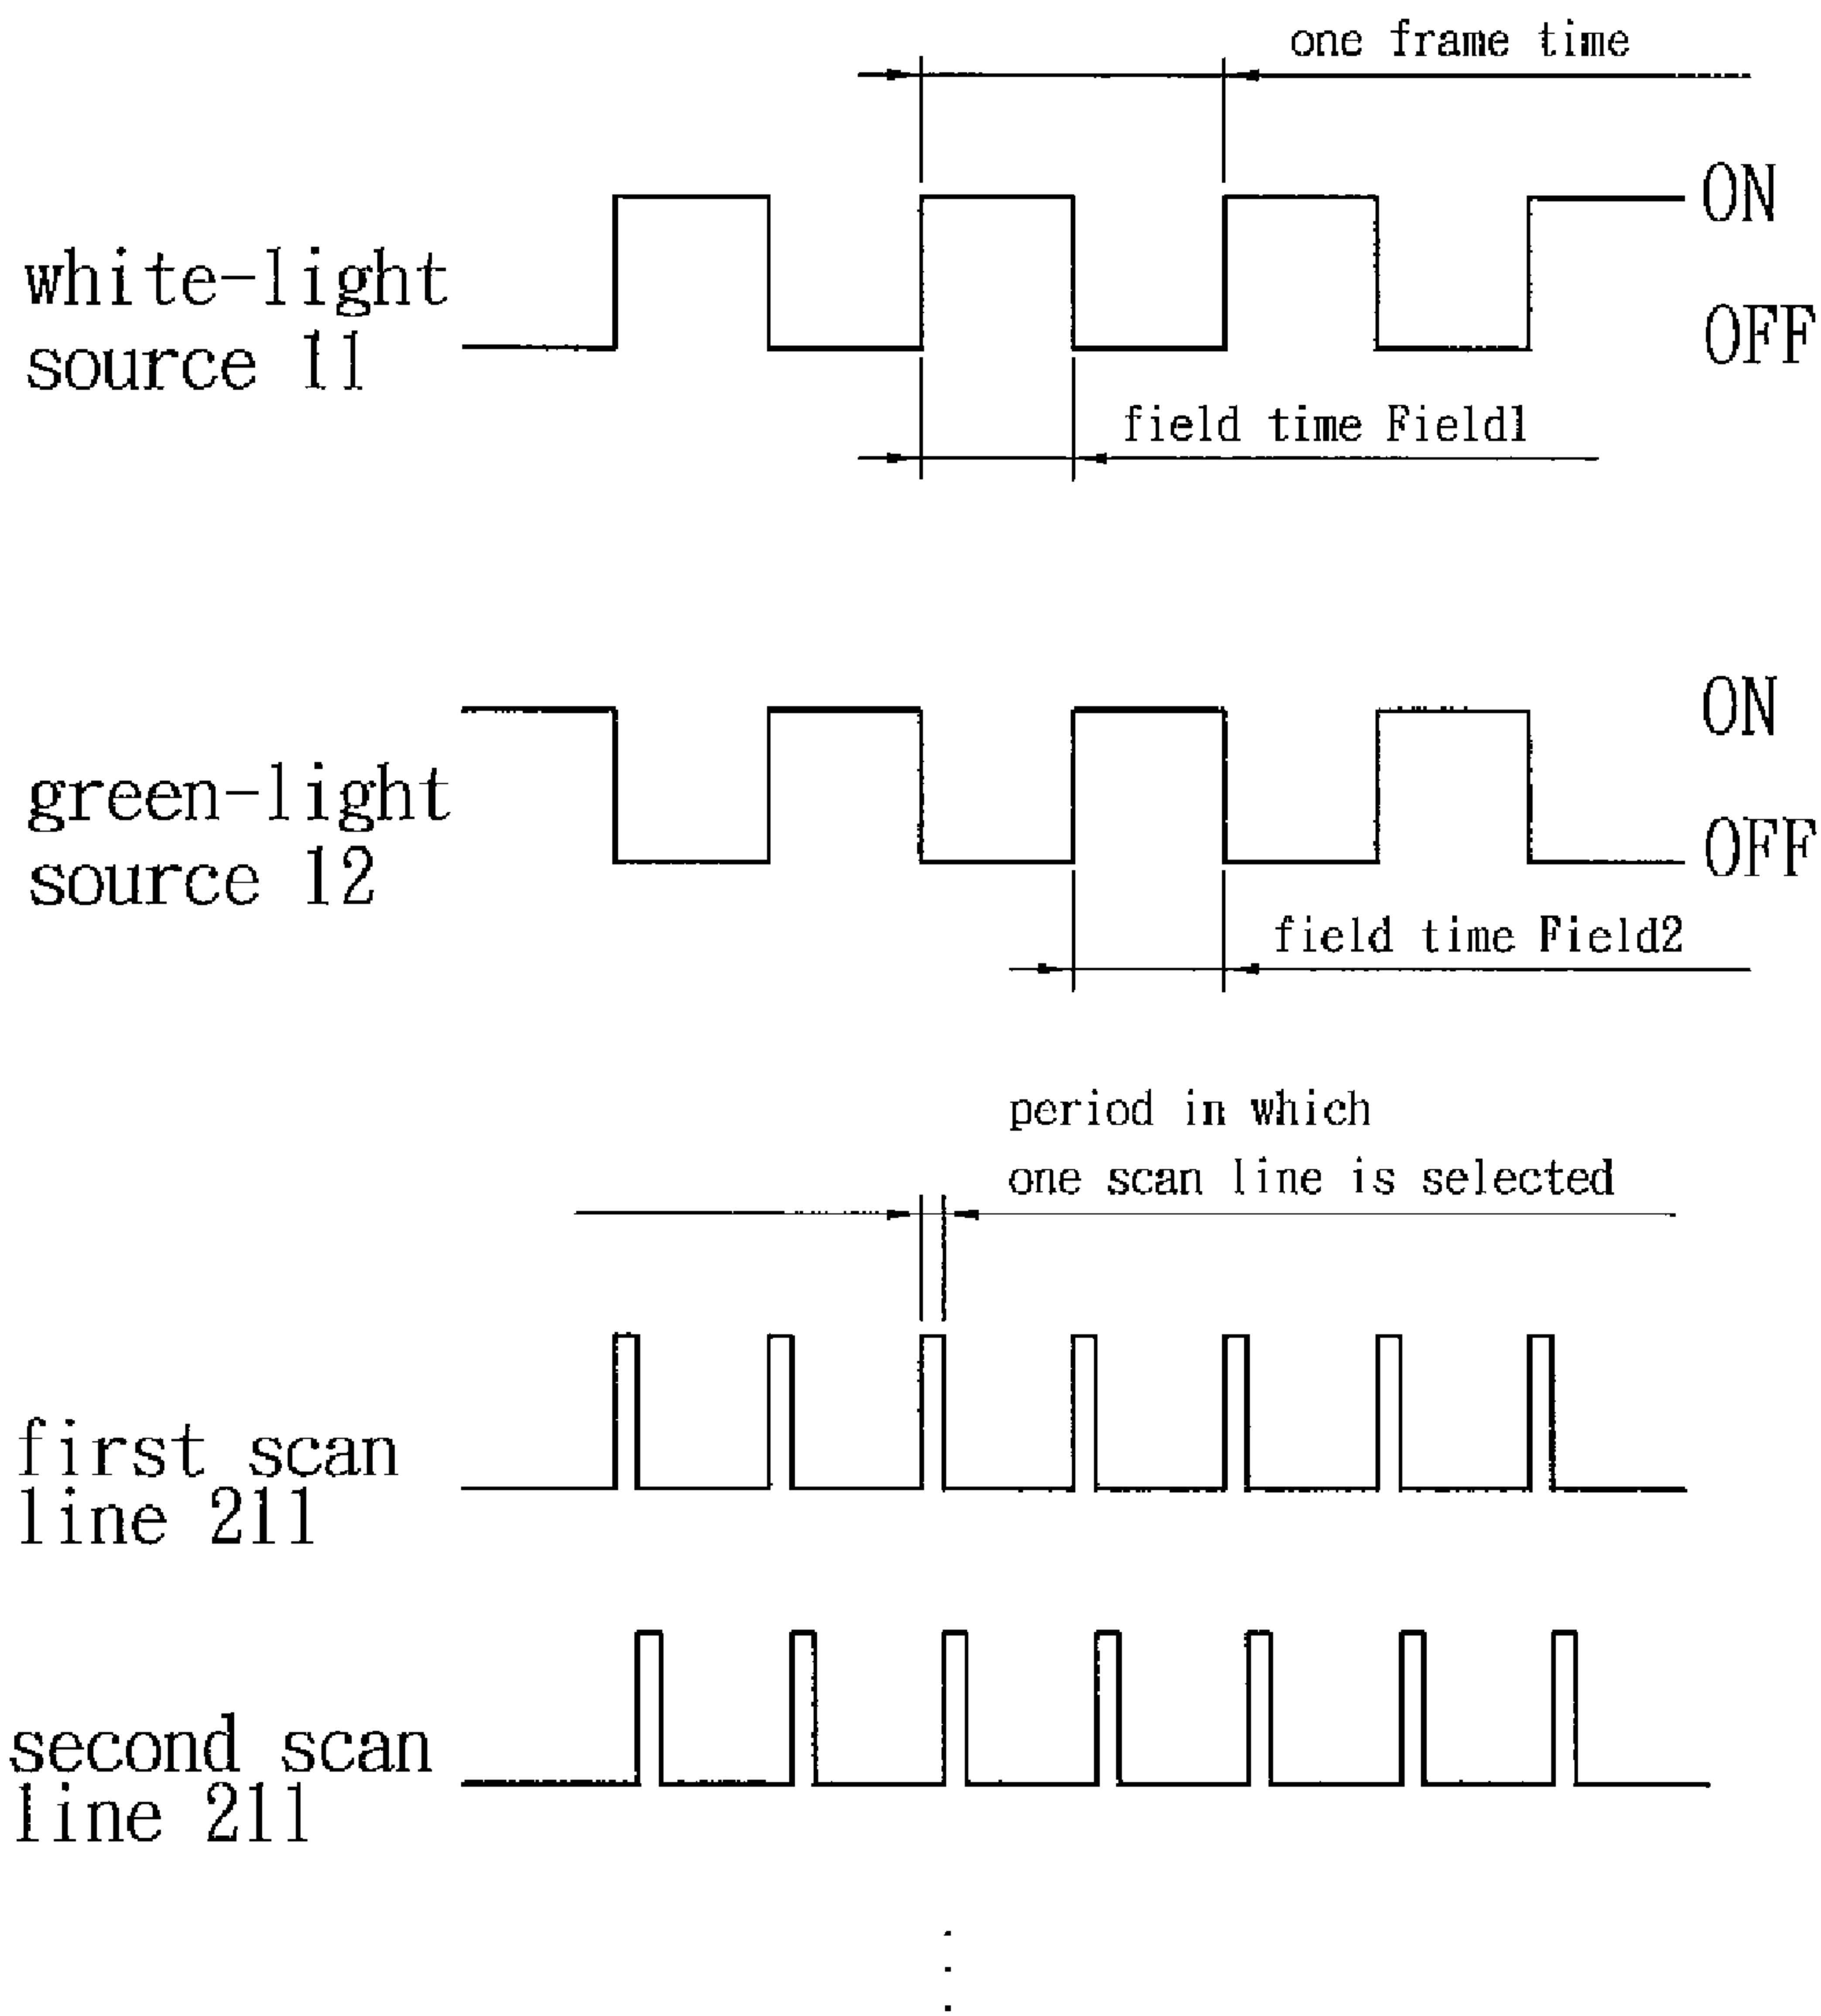 one frame time
ON
white-light
source 11
OFF
field time Field1
ON
green-light
source 12
OFF
field time Field2
period in which
one scan line is selected
first scan
line 211
second scan
line 211